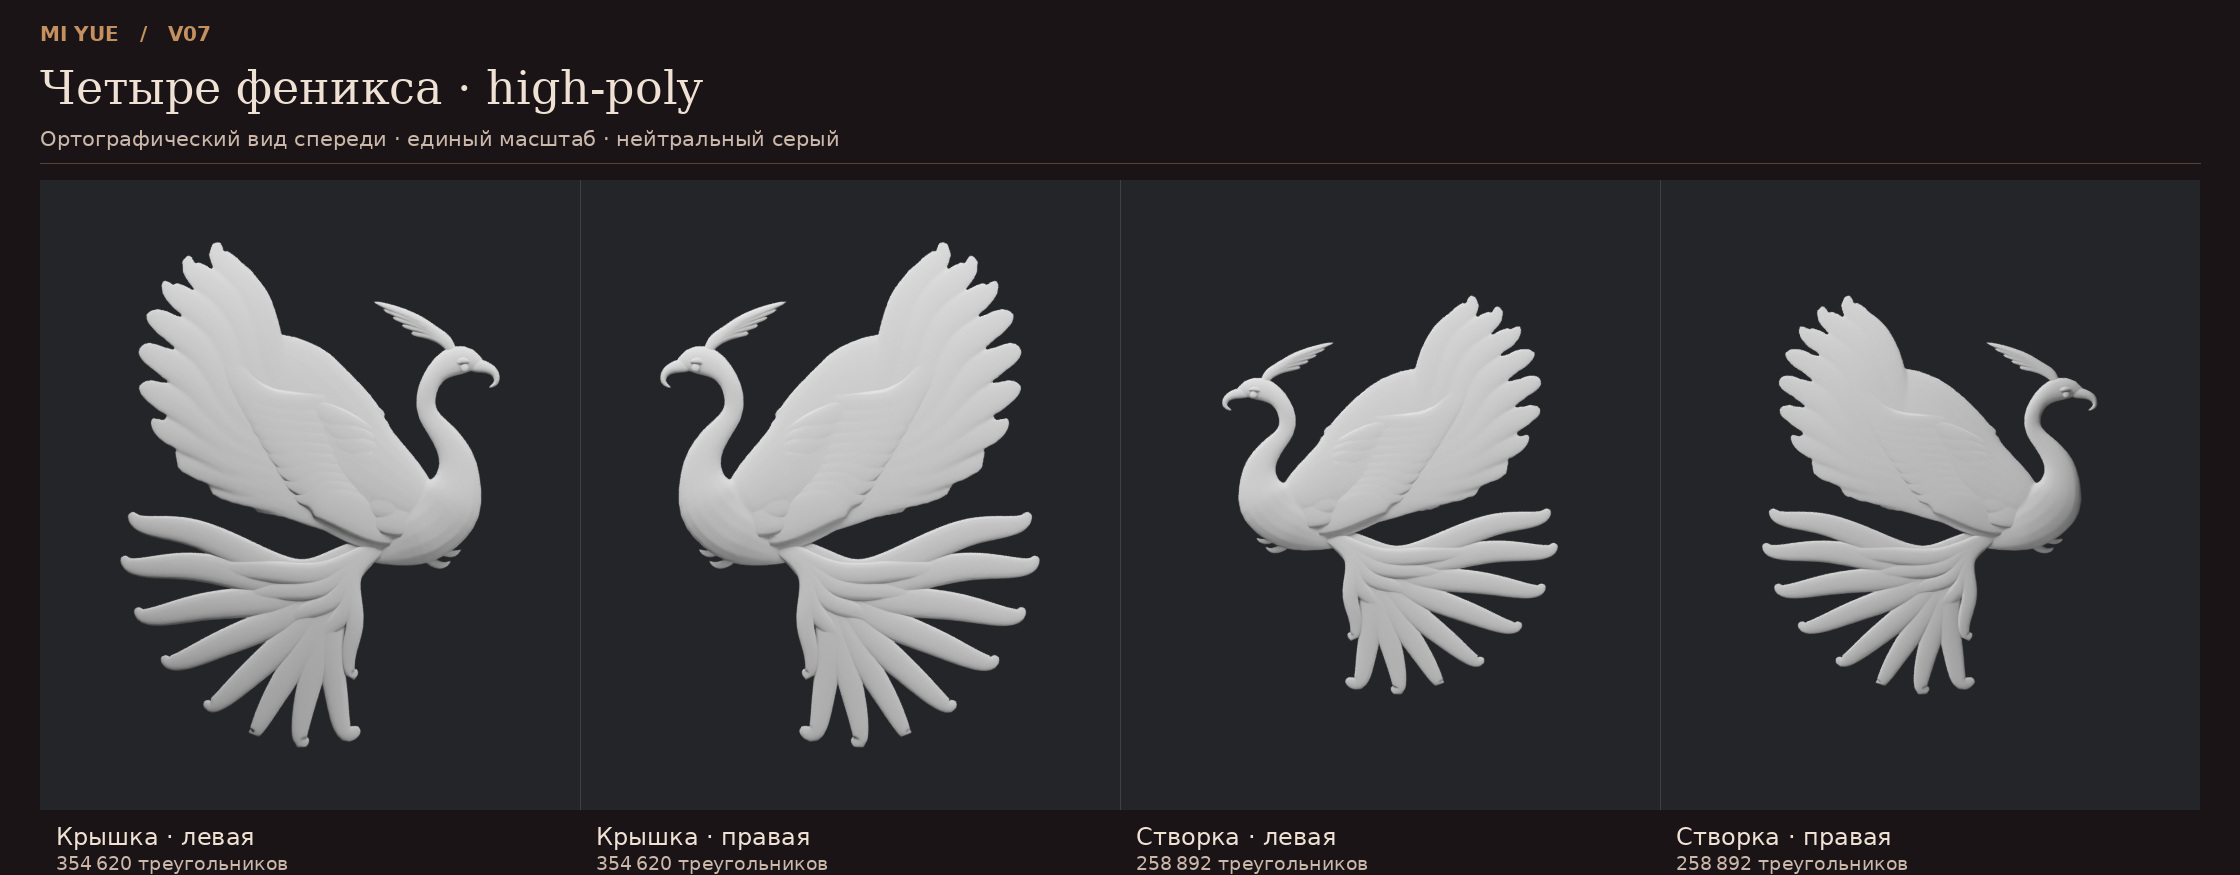 MI YUE / V07
Четыре феникса · high-poly
Ортографический вид спереди · единый масштаб · нейтральный серый
Крышка · левая
354 620 треугольников
Крышка · правая
354 620 треугольников
Створка · левая
258 892 треугольников
Створка · правая
258 892 треугольников